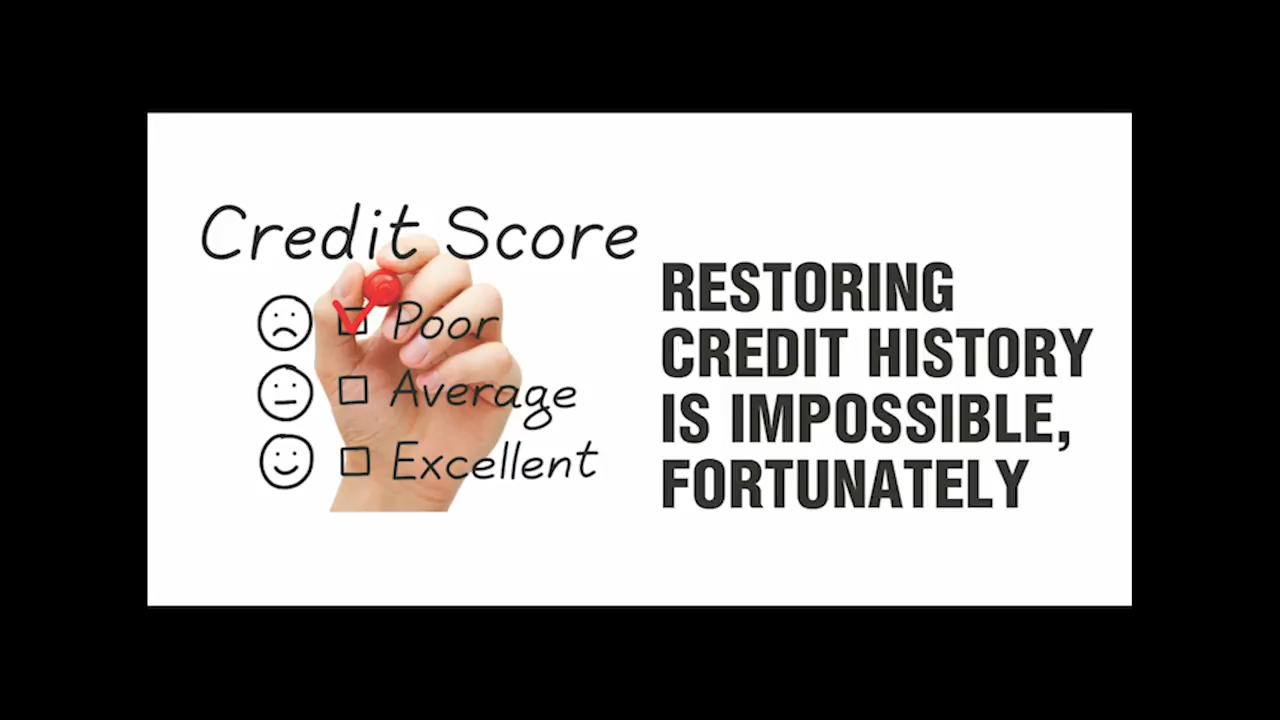 Credit Score
Poor
Average
Excellent
RESTORING
CREDIT HISTORY
IS IMPOSSIBLE,
FORTUNATELY